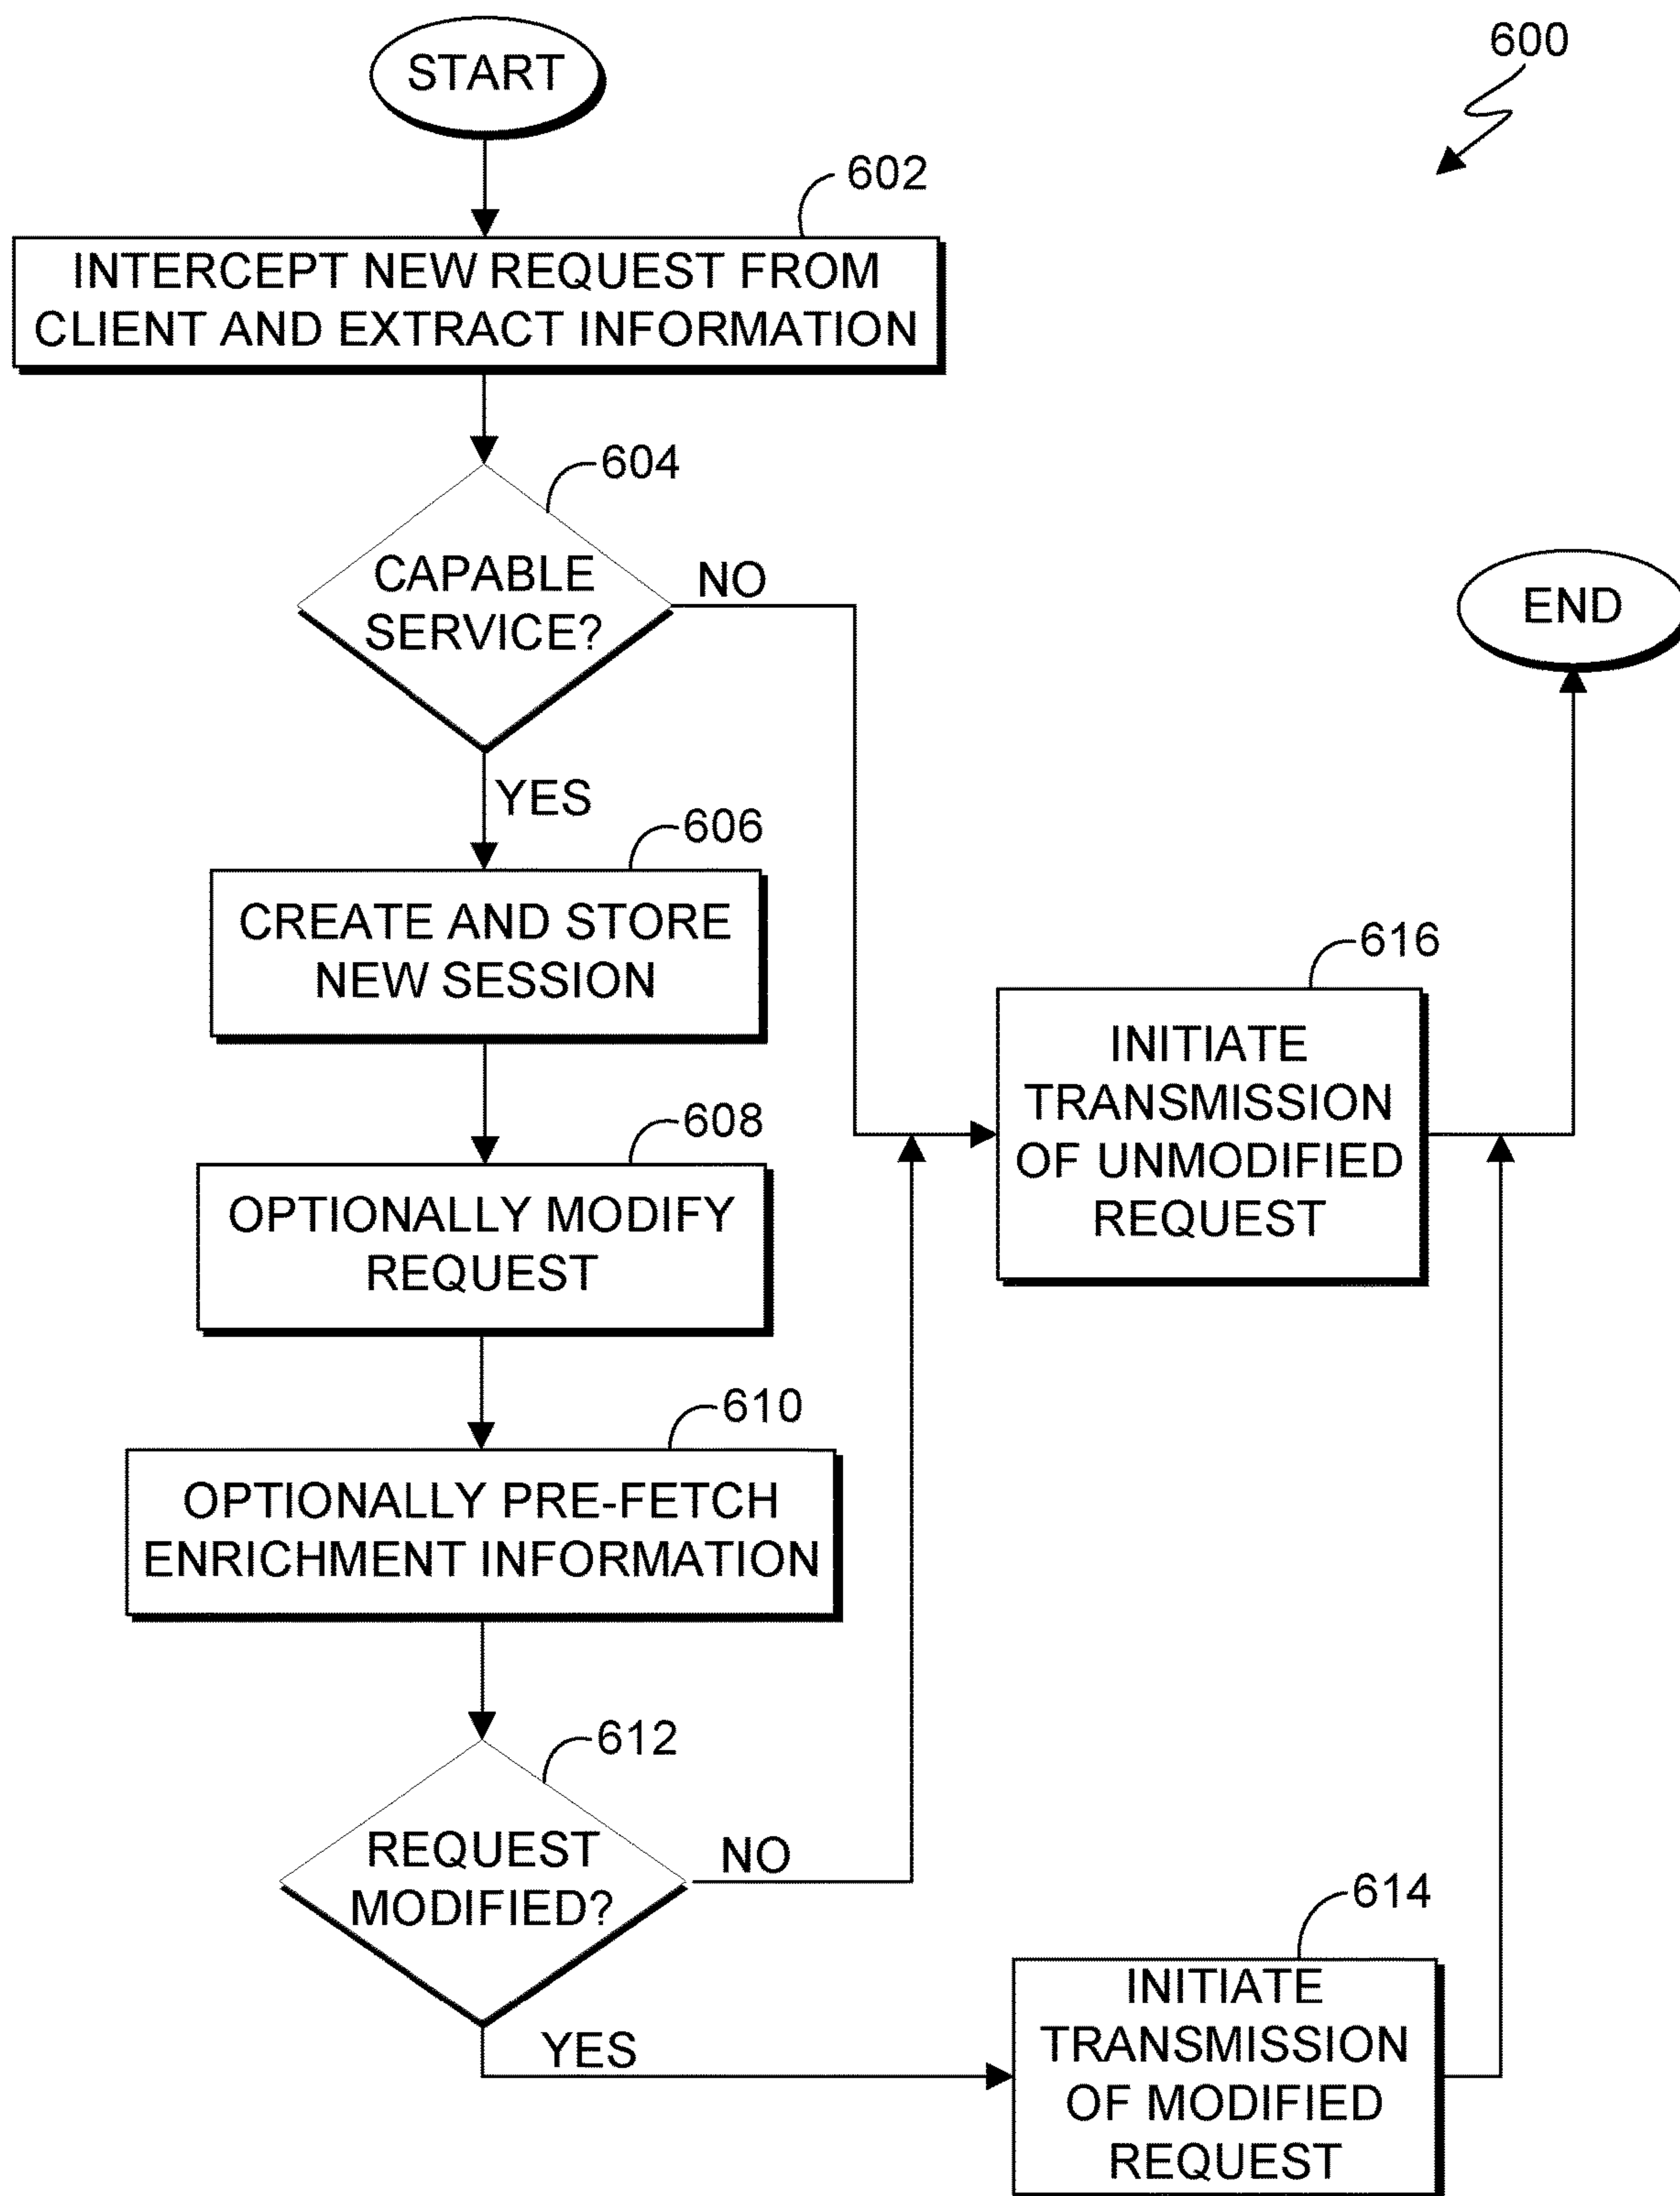 START
600
602
INTERCEPT NEW REQUEST FROM
CLIENT AND EXTRACT INFORMATION
604
CAPABLE
SERVICE?
NO
YES
END
606
CREATE AND STORE
NEW SESSION
616
INITIATE
TRANSMISSION
OF UNMODIFIED
REQUEST
608
OPTIONALLY MODIFY
REQUEST
610
OPTIONALLY PRE-FETCH
ENRICHMENT INFORMATION
612
REQUEST
MODIFIED?
NO
YES
614
INITIATE
TRANSMISSION
OF MODIFIED
REQUEST